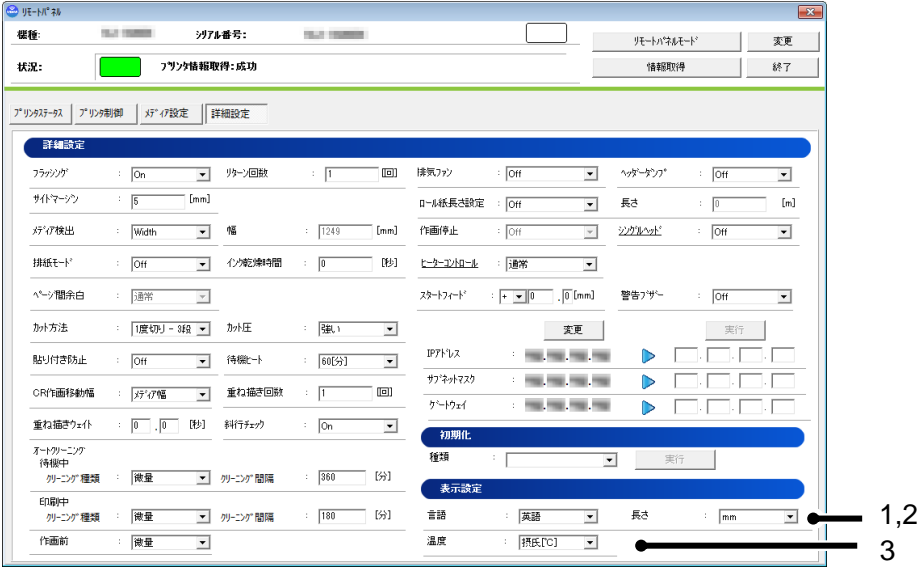 ﾘﾓｰﾄﾊﾟﾈﾙ
機種: ｼﾘｱﾙ番号: ﾘﾓｰﾄﾊﾟﾈﾙﾓｰﾄﾞ 変更
状況: ﾌﾟﾘﾝﾀ情報取得:成功 情報取得 終了
ﾌﾟﾘﾝﾀｽﾃｰﾀｽ ﾌﾟﾘﾝﾀ制御 ﾒﾃﾞｨｱ設定 詳細設定
詳細設定
ﾌﾗｯｼﾝｸﾞ : On ﾘﾀｰﾝ回数 : 1 [回] 排気ﾌｧﾝ : Off ﾍｯﾀﾞｰﾀﾞﾝﾌﾟ : Off
ｻｲﾄﾞﾏｰｼﾞﾝ : 5 [mm] ﾛｰﾙ紙長さ設定 : Off 長さ : 0 [m]
ﾒﾃﾞｨｱ検出 : Width 幅 : 1249 [mm] 作画停止 : Off ｼﾝｸﾞﾙﾍｯﾄﾞ : Off
排紙ﾓｰﾄﾞ : Off ｲﾝｸ乾燥時間 : 0 [秒] ﾋｰﾀｰｺﾝﾄﾛｰﾙ : 通常
ﾍﾟｰｼﾞ間余白 : 通常 ｽﾀｰﾄﾌｨｰﾄﾞ : + 0 . 0 [mm] 警告ﾌﾞｻﾞｰ : Off
ｶｯﾄ方法 : 1度切り - 3段 ｶｯﾄ圧 : 強い 変更 実行
貼り付き防止 : Off 待機ﾋｰﾄ : 60[分] IPｱﾄﾞﾚｽ :
ｻﾌﾞﾈｯﾄﾏｽｸ :
CR作画移動幅 : ﾒﾃﾞｨｱ幅 重ね描き回数 : 1 [回] ｹﾞｰﾄｳｪｲ :
重ね描きｳｪｲﾄ : 0 . 0 [秒] 斜行ﾁｪｯｸ : On
初期化
ｵｰﾄｸﾘｰﾆﾝｸﾞ
待機中 種類 : 実行
ｸﾘｰﾆﾝｸﾞ種類 : 微量 ｸﾘｰﾆﾝｸﾞ間隔 : 360 [分]
表示設定
印刷中
ｸﾘｰﾆﾝｸﾞ種類 : 微量 ｸﾘｰﾆﾝｸﾞ間隔 : 180 [分] 言語 : 英語 長さ : mm 1,2
作画前 : 微量 温度 : 摂氏[℃] 3